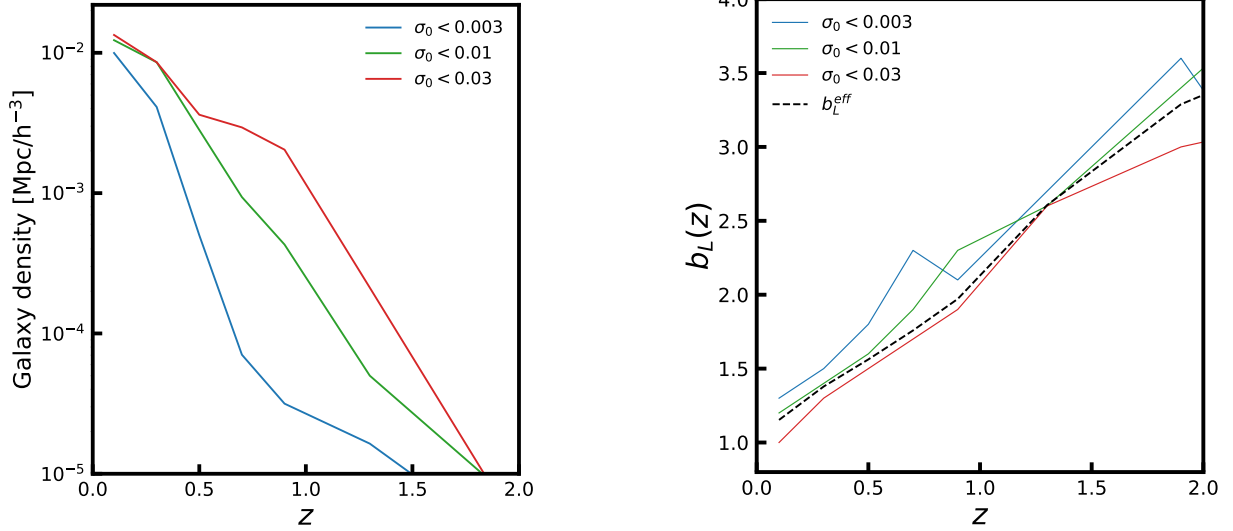 Galaxy density [Mpc/h⁻³]
10⁻²
10⁻³
10⁻⁴
10⁻⁵
0.0 0.5 1.0 1.5 2.0
z
σ₀ < 0.003
σ₀ < 0.01
σ₀ < 0.03
b_L(z)
4.0
3.5
3.0
2.5
2.0
1.5
1.0
0.0 0.5 1.0 1.5 2.0
z
σ₀ < 0.003
σ₀ < 0.01
σ₀ < 0.03
b_L^{eff}